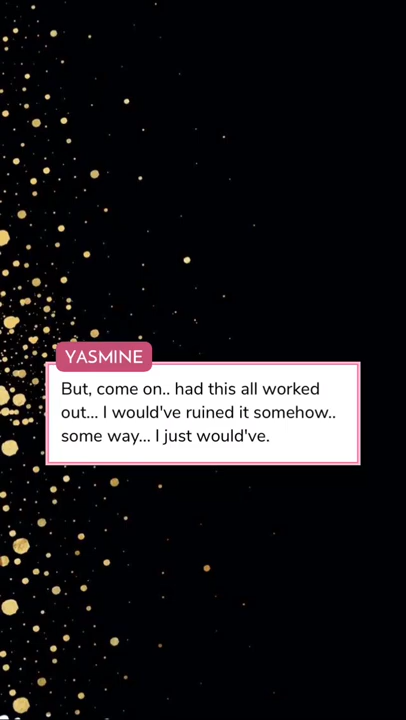 YASMINE
But, come on.. had this all worked
out... I would've ruined it somehow..
some way... I just would've.